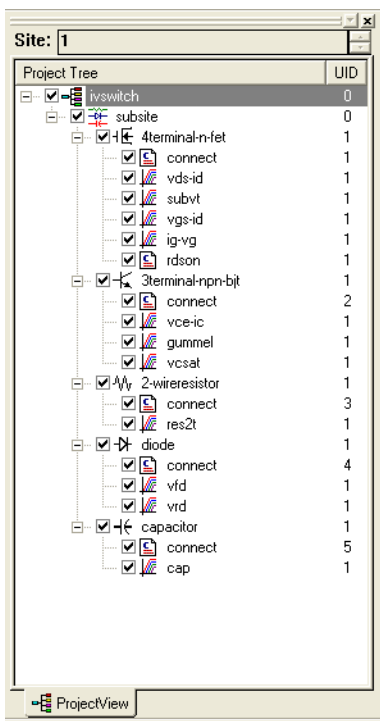 Site: 1
Project Tree UID
ivswitch 0
subsite 0
4terminal-n-fet 1
connect 1
vds-id 1
subvt 1
vgs-id 1
ig-vg 1
rdson 1
3terminal-npn-bjt 1
connect 2
vce-ic 1
gummel 1
vcsat 1
2-wireresistor 1
connect 3
res2t 1
diode 1
connect 4
vfd 1
vrd 1
capacitor 1
connect 5
cap 1
ProjectView